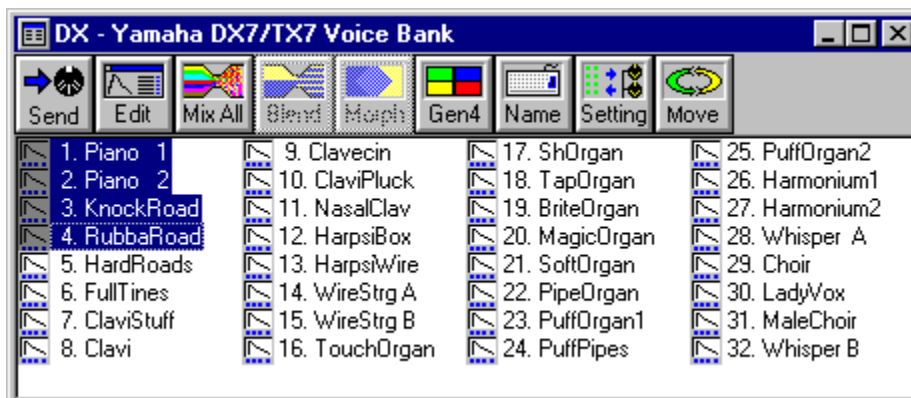 DX - Yamaha DX7/TX7 Voice Bank
Send Edit Mix All Blend Morph Gen4 Name Setting Move
1. Piano 1
2. Piano 2
3. KnockRoad
4. RubbaRoad
5. HardRoads
6. FullTines
7. ClaviStuff
8. Clavi
9. Clavecin
10. ClaviPluck
11. NasalClav
12. HarpsiBox
13. HarpsiWire
14. WireStrg A
15. WireStrg B
16. TouchOrgan
17. ShOrgan
18. TapOrgan
19. BriteOrgan
20. MagicOrgan
21. SoftOrgan
22. PipeOrgan
23. PuffOrgan1
24. PuffPipes
25. PuffOrgan2
26. Harmonium1
27. Harmonium2
28. Whisper A
29. Choir
30. LadyVox
31. MaleChoir
32. Whisper B